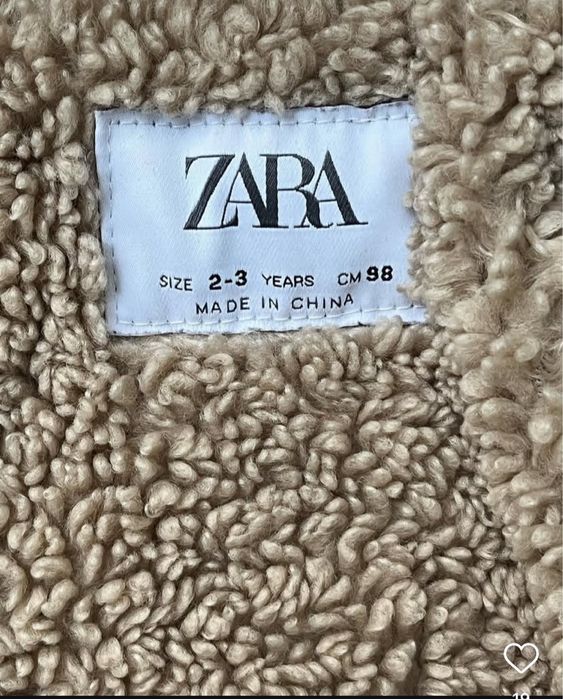 ZARA
SIZE 2-3 YEARS CM 98
MADE IN CHINA